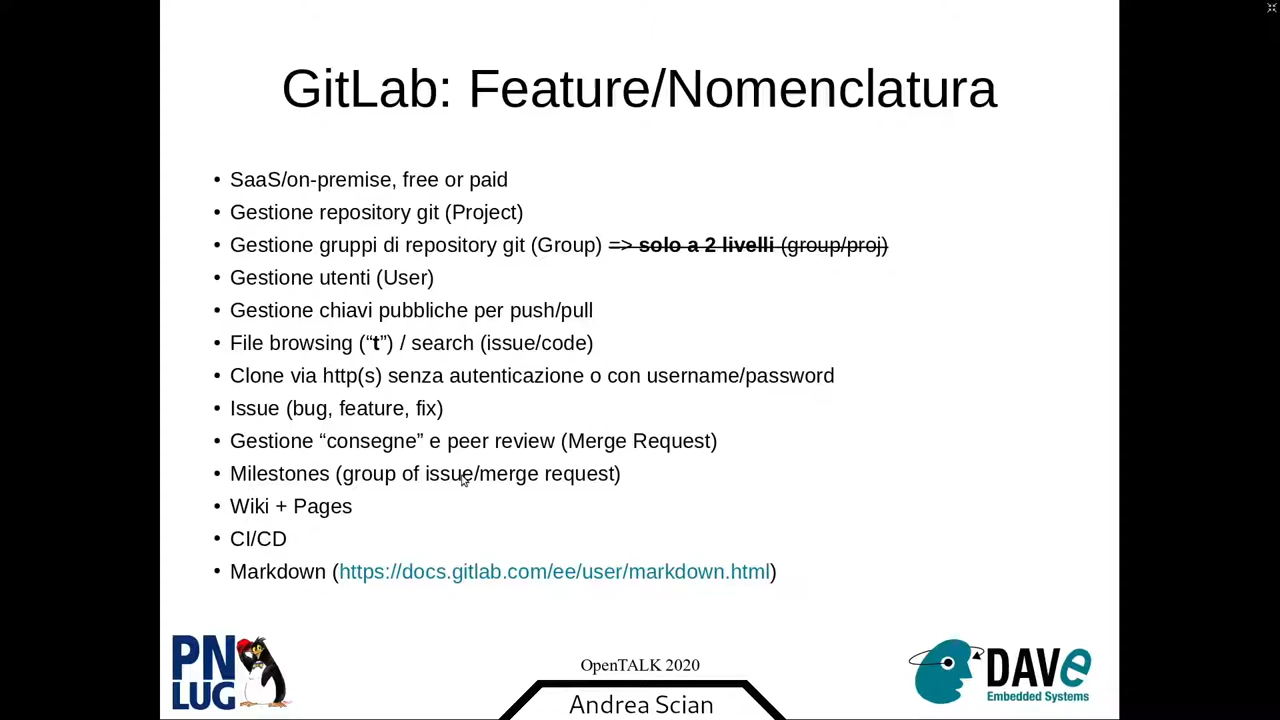 GitLab: Feature/Nomenclatura
• SaaS/on-premise, free or paid
• Gestione repository git (Project)
• Gestione gruppi di repository git (Group) => solo a 2 livelli (group/proj)
• Gestione utenti (User)
• Gestione chiavi pubbliche per push/pull
• File browsing (“t”) / search (issue/code)
• Clone via http(s) senza autenticazione o con username/password
• Issue (bug, feature, fix)
• Gestione “consegne” e peer review (Merge Request)
• Milestones (group of issue/merge request)
• Wiki + Pages
• CI/CD
• Markdown (https://docs.gitlab.com/ee/user/markdown.html)
PN
LUG
OpenTALK 2020
Andrea Scian
DAVe
Embedded Systems